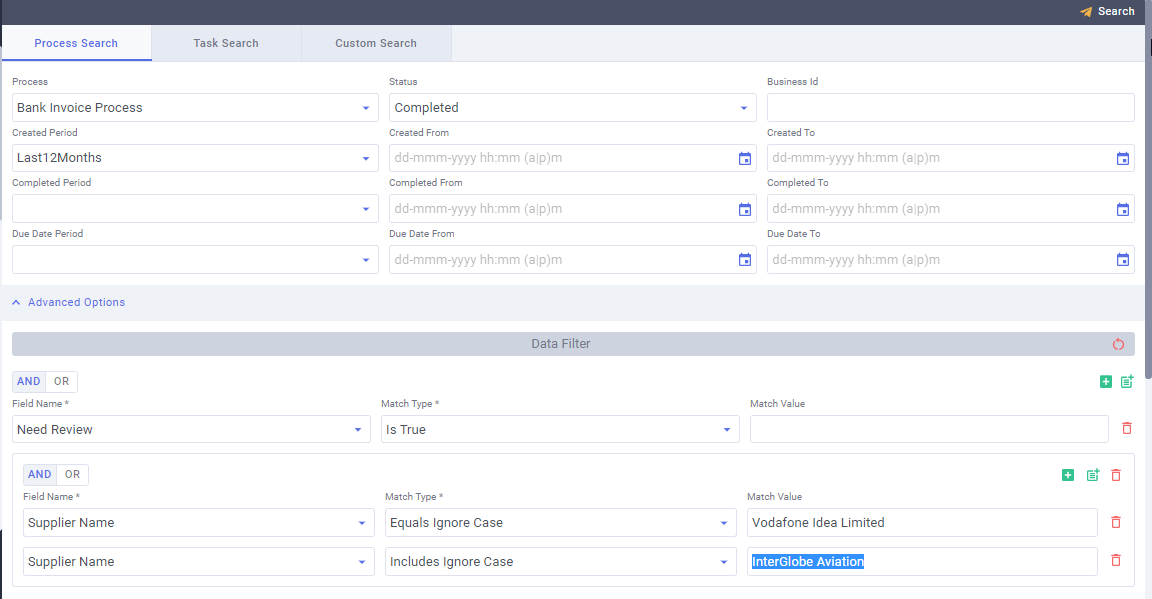 Search
Process Search Task Search Custom Search
Process Status Business Id
Bank Invoice Process Completed
Created Period Created From Created To
Last12Months dd-mmm-yyyy hh:mm (a|p)m dd-mmm-yyyy hh:mm (a|p)m
Completed Period Completed From Completed To
dd-mmm-yyyy hh:mm (a|p)m dd-mmm-yyyy hh:mm (a|p)m
Due Date Period Due Date From Due Date To
dd-mmm-yyyy hh:mm (a|p)m dd-mmm-yyyy hh:mm (a|p)m
Advanced Options
Data Filter
AND OR
Field Name * Match Type * Match Value
Need Review Is True
AND OR
Field Name * Match Type * Match Value
Supplier Name Equals Ignore Case Vodafone Idea Limited
Supplier Name Includes Ignore Case InterGlobe Aviation